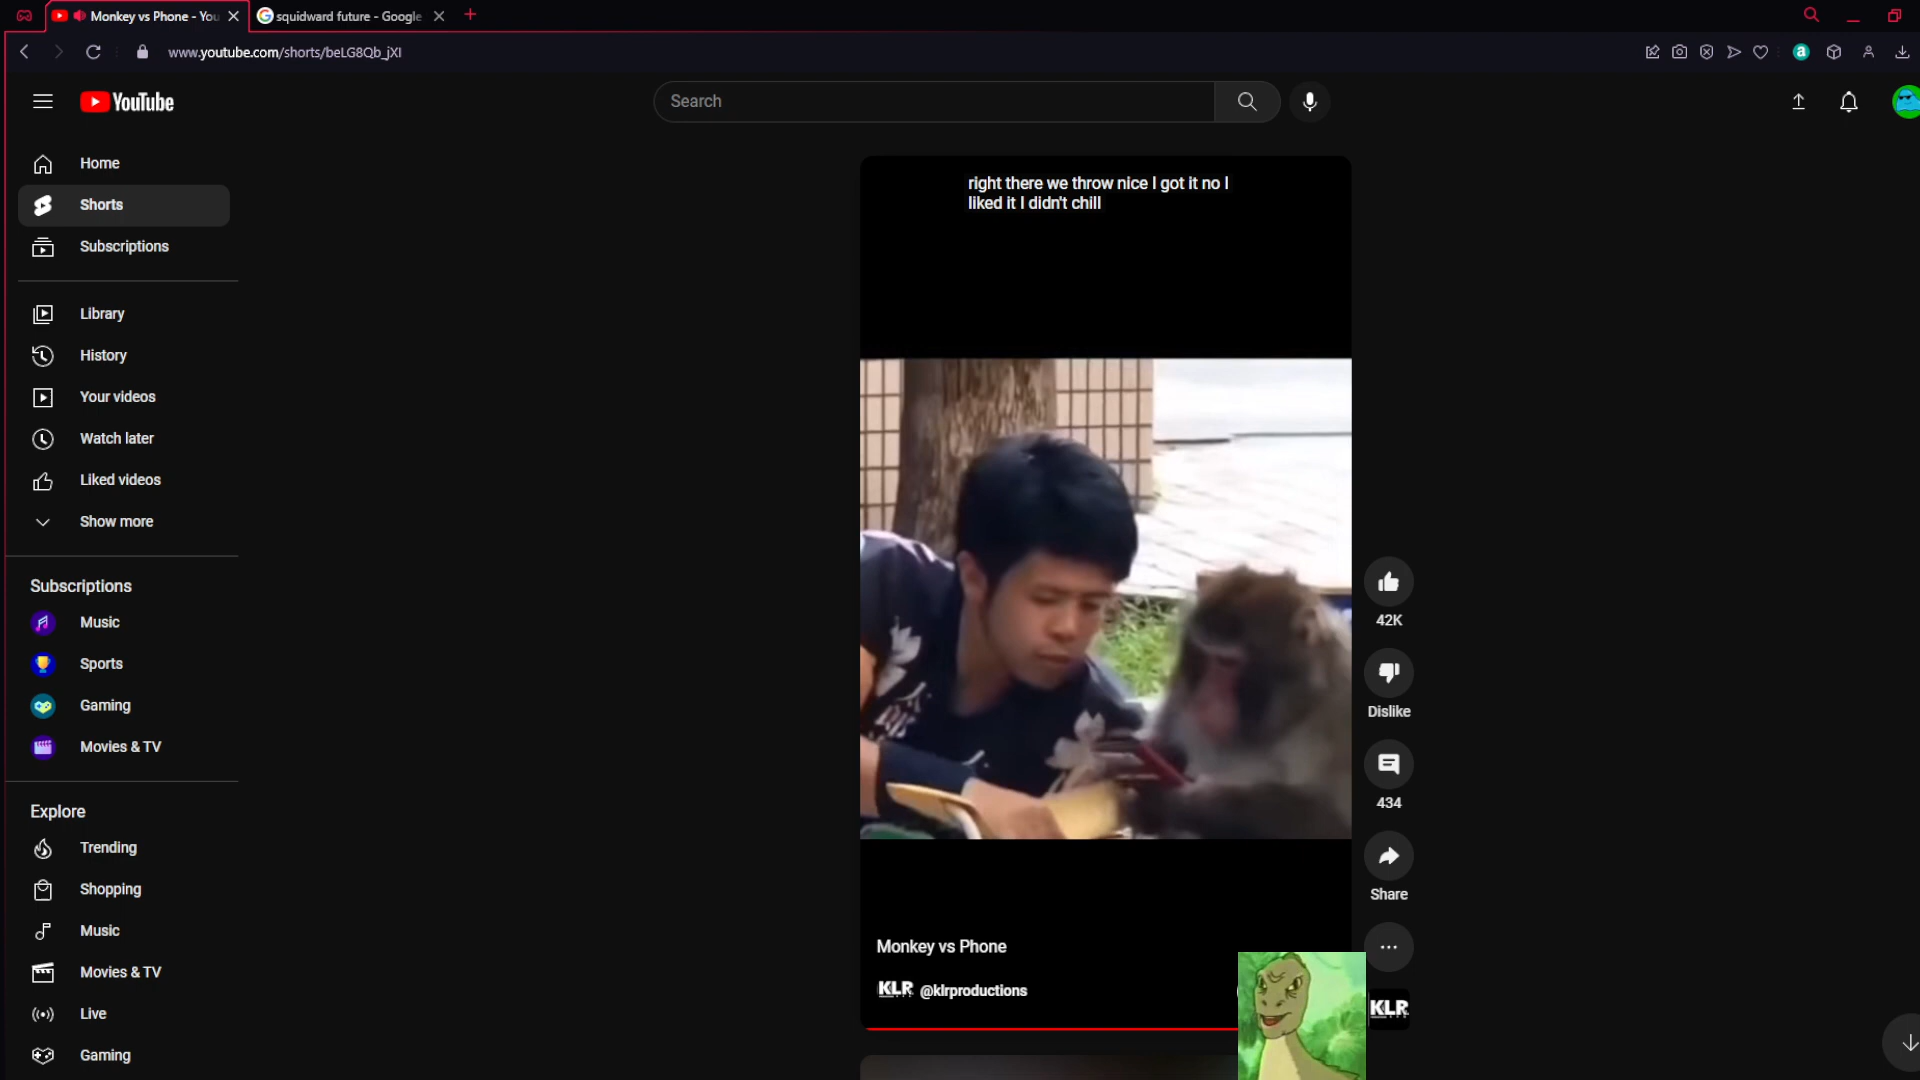 Monkey vs Phone - You
squidward future - Google
www.youtube.com/shorts/beLG8Qb_jXI
YouTube
Search
Home
Shorts
Subscriptions
Library
History
Your videos
Watch later
Liked videos
Show more
Subscriptions
Music
Sports
Gaming
Movies & TV
Explore
Trending
Shopping
Music
Movies & TV
Live
Gaming
right there we throw nice I got it no I
liked it I didn't chill
42K
Dislike
434
Share
Monkey vs Phone
KLR @klrproductions
KLR